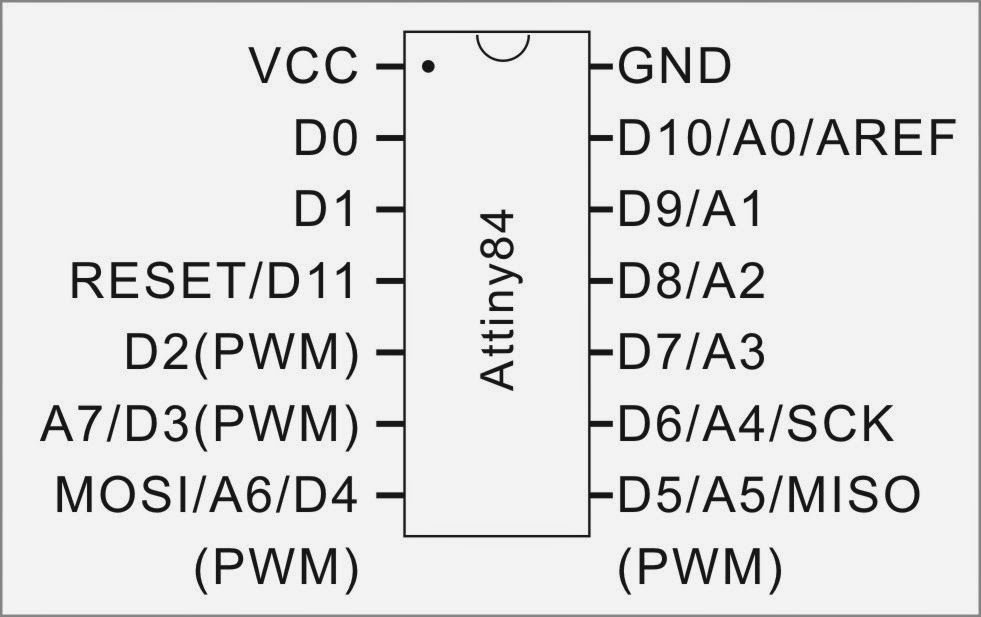 VCC
GND
D0
D10/A0/AREF
D1
D9/A1
RESET/D11
D8/A2
Attiny84
D2(PWM)
D7/A3
A7/D3(PWM)
D6/A4/SCK
MOSI/A6/D4
D5/A5/MISO
(PWM)
(PWM)